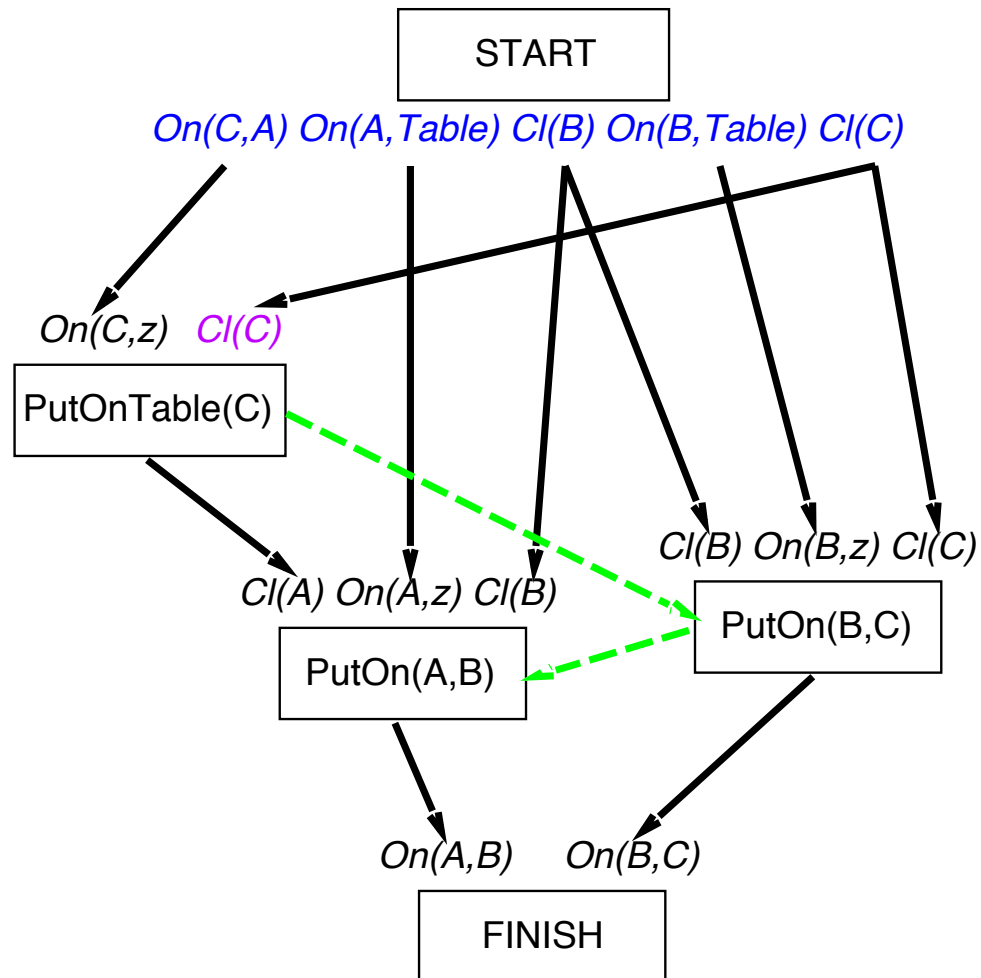 START
On(C,A) On(A,Table) Cl(B) On(B,Table) Cl(C)
On(C,z) Cl(C)
PutOnTable(C)
Cl(B) On(B,z) Cl(C)
Cl(A) On(A,z) Cl(B)
PutOn(B,C)
PutOn(A,B)
On(A,B) On(B,C)
FINISH